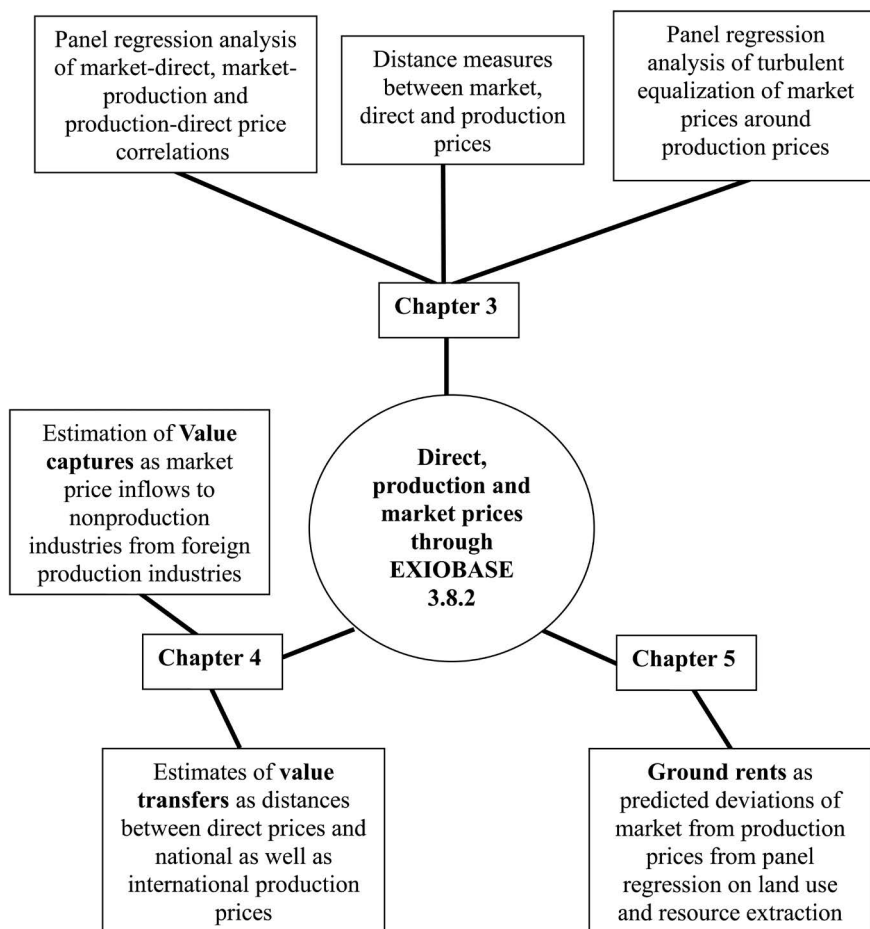 Panel regression analysis
of market-direct, market-
production and
production-direct price
correlations
Distance measures
between market,
direct and production
prices
Panel regression
analysis of turbulent
equalization of market
prices around
production prices
Chapter 3
Direct,
production and
market prices
through
EXIOBASE
3.8.2
Estimation of Value
captures as market
price inflows to
nonproduction
industries from foreign
production industries
Chapter 4
Chapter 5
Estimates of value
transfers as distances
between direct prices and
national as well as
international production
prices
Ground rents as
predicted deviations of
market from production
prices from panel
regression on land use
and resource extraction